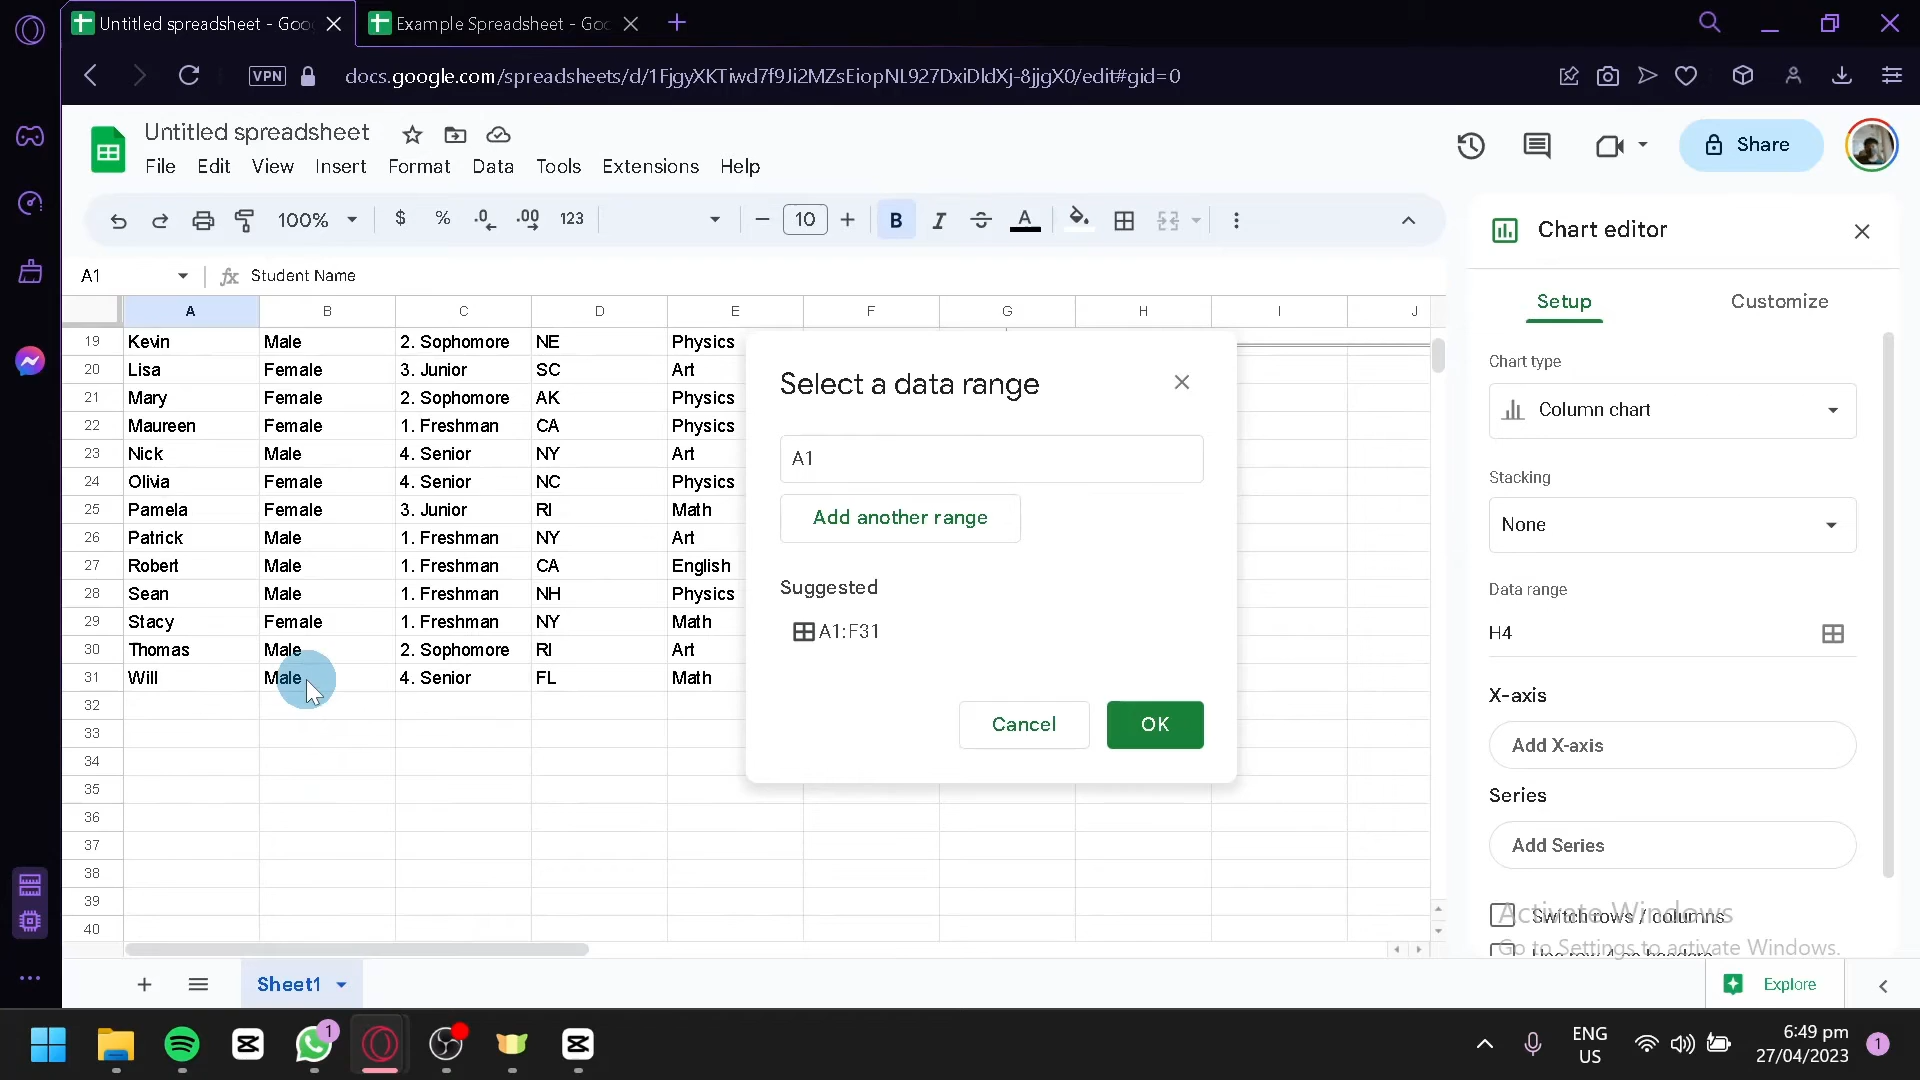 Untitled spreadsheet - Goo
Example Spreadsheet - Goo
VPN
docs.google.com/spreadsheets/d/1FjgyXKTiwd7f9Ji2MZsEiopNL927DxiDldXj-8jjgX0/edit#gid=0
Untitled spreadsheet
File Edit View Insert Format Data Tools Extensions Help
Share
100% $ % .0 .00 123 10 B I A
A1 fx Student Name
A B C D E F G H I J
19 Kevin Male 2. Sophomore NE Physics
20 Lisa Female 3. Junior SC Art
21 Mary Female 2. Sophomore AK Physics
22 Maureen Female 1. Freshman CA Physics
23 Nick Male 4. Senior NY Art
24 Olivia Female 4. Senior NC Physics
25 Pamela Female 3. Junior RI Math
26 Patrick Male 1. Freshman NY Art
27 Robert Male 1. Freshman CA English
28 Sean Male 1. Freshman NH Physics
29 Stacy Female 1. Freshman NY Math
30 Thomas Male 2. Sophomore RI Art
31 Will Male 4. Senior FL Math
32
33
34
35
36
37
38
39
40
Select a data range
A1
Add another range
Suggested
A1:F31
Cancel OK
Chart editor
Setup Customize
Chart type
Column chart
Stacking
None
Data range
H4
X-axis
Add X-axis
Series
Add Series
Switch rows / columns
Activate Windows
Go to Settings to activate Windows.
Use row 4 as headers
Sheet1
Explore
1
ENG
US
6:49 pm
27/04/2023
1